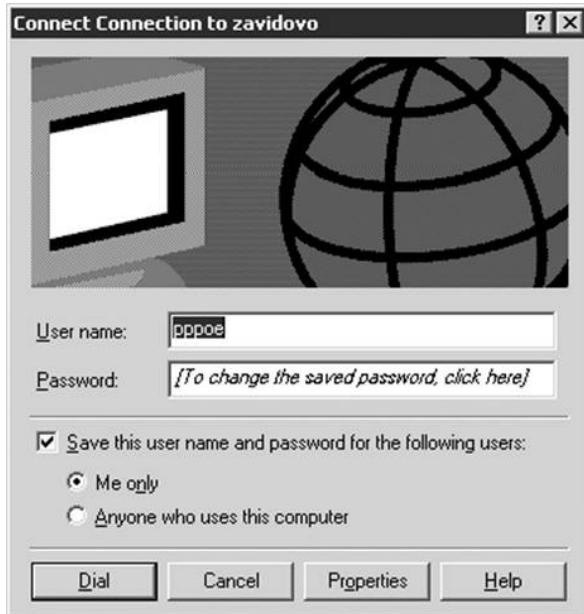 Connect Connection to zavidovo
User name: pppoe
Password: [To change the saved password, click here]
Save this user name and password for the following users:
Me only
Anyone who uses this computer
Dial Cancel Properties Help